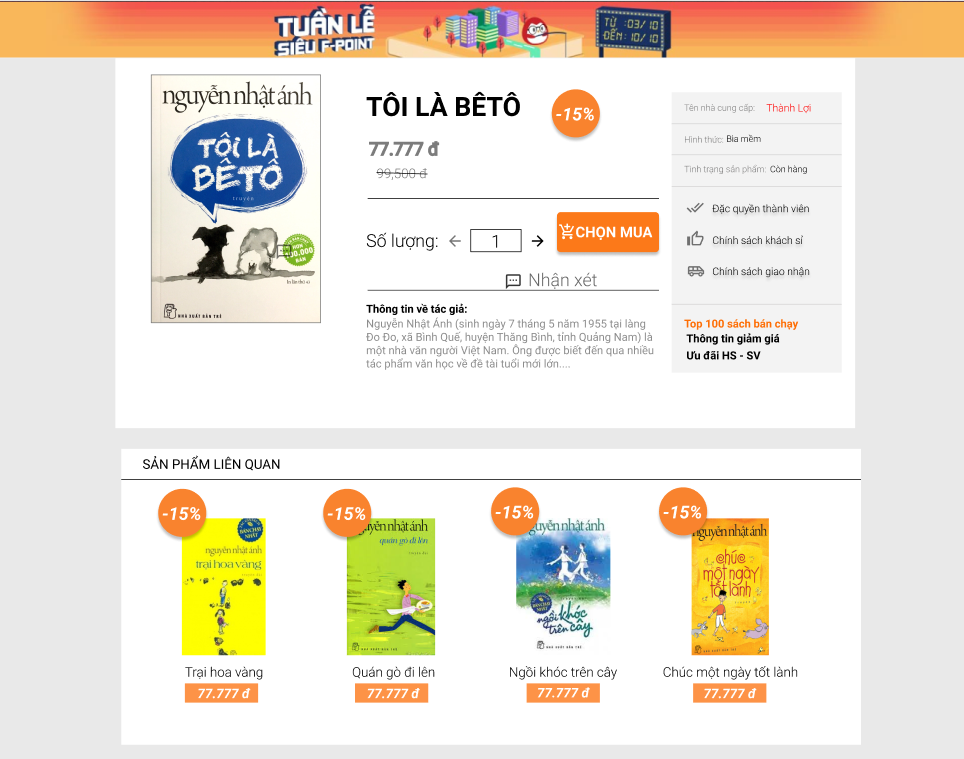 TUẦN LỄ
SIÊU F-POINT
TỪ :03/10
ĐẾN: 10/10
nguyễn nhật ánh
TÔI LÀ
BÊTÔ
truyện
NHÀ XUẤT BẢN TRẺ
TÔI LÀ BÊTÔ
-15%
77.777 đ
99,500 đ
Số lượng:
1
CHỌN MUA
Nhận xét
Thông tin về tác giả:
Nguyễn Nhật Ánh (sinh ngày 7 tháng 5 năm 1955 tại làng
Đo Đo, xã Bình Quế, huyện Thăng Bình, tỉnh Quảng Nam) là
một nhà văn người Việt Nam. Ông được biết đến qua nhiều
tác phẩm văn học về đề tài tuổi mới lớn....
Tên nhà cung cấp: Thành Lợi
Hình thức: Bìa mềm
Tình trạng sản phẩm: Còn hàng
Đặc quyền thành viên
Chính sách khách sỉ
Chính sách giao nhận
Top 100 sách bán chạy
Thông tin giảm giá
Ưu đãi HS - SV
SẢN PHẨM LIÊN QUAN
-15%
BÁN CHẠY
NHẤT
nguyễn nhật ánh
trại hoa vàng
Trại hoa vàng
77.777 đ
-15%
nguyễn nhật ánh
quán gò đi lên
Quán gò đi lên
77.777 đ
-15%
nguyễn nhật ánh
ngồi khóc
trên cây
NHÀ XUẤT BẢN TRẺ
Ngồi khóc trên cây
77.777 đ
-15%
nguyễn nhật ánh
chúc
một ngày
tốt lành
Chúc một ngày tốt lành
77.777 đ